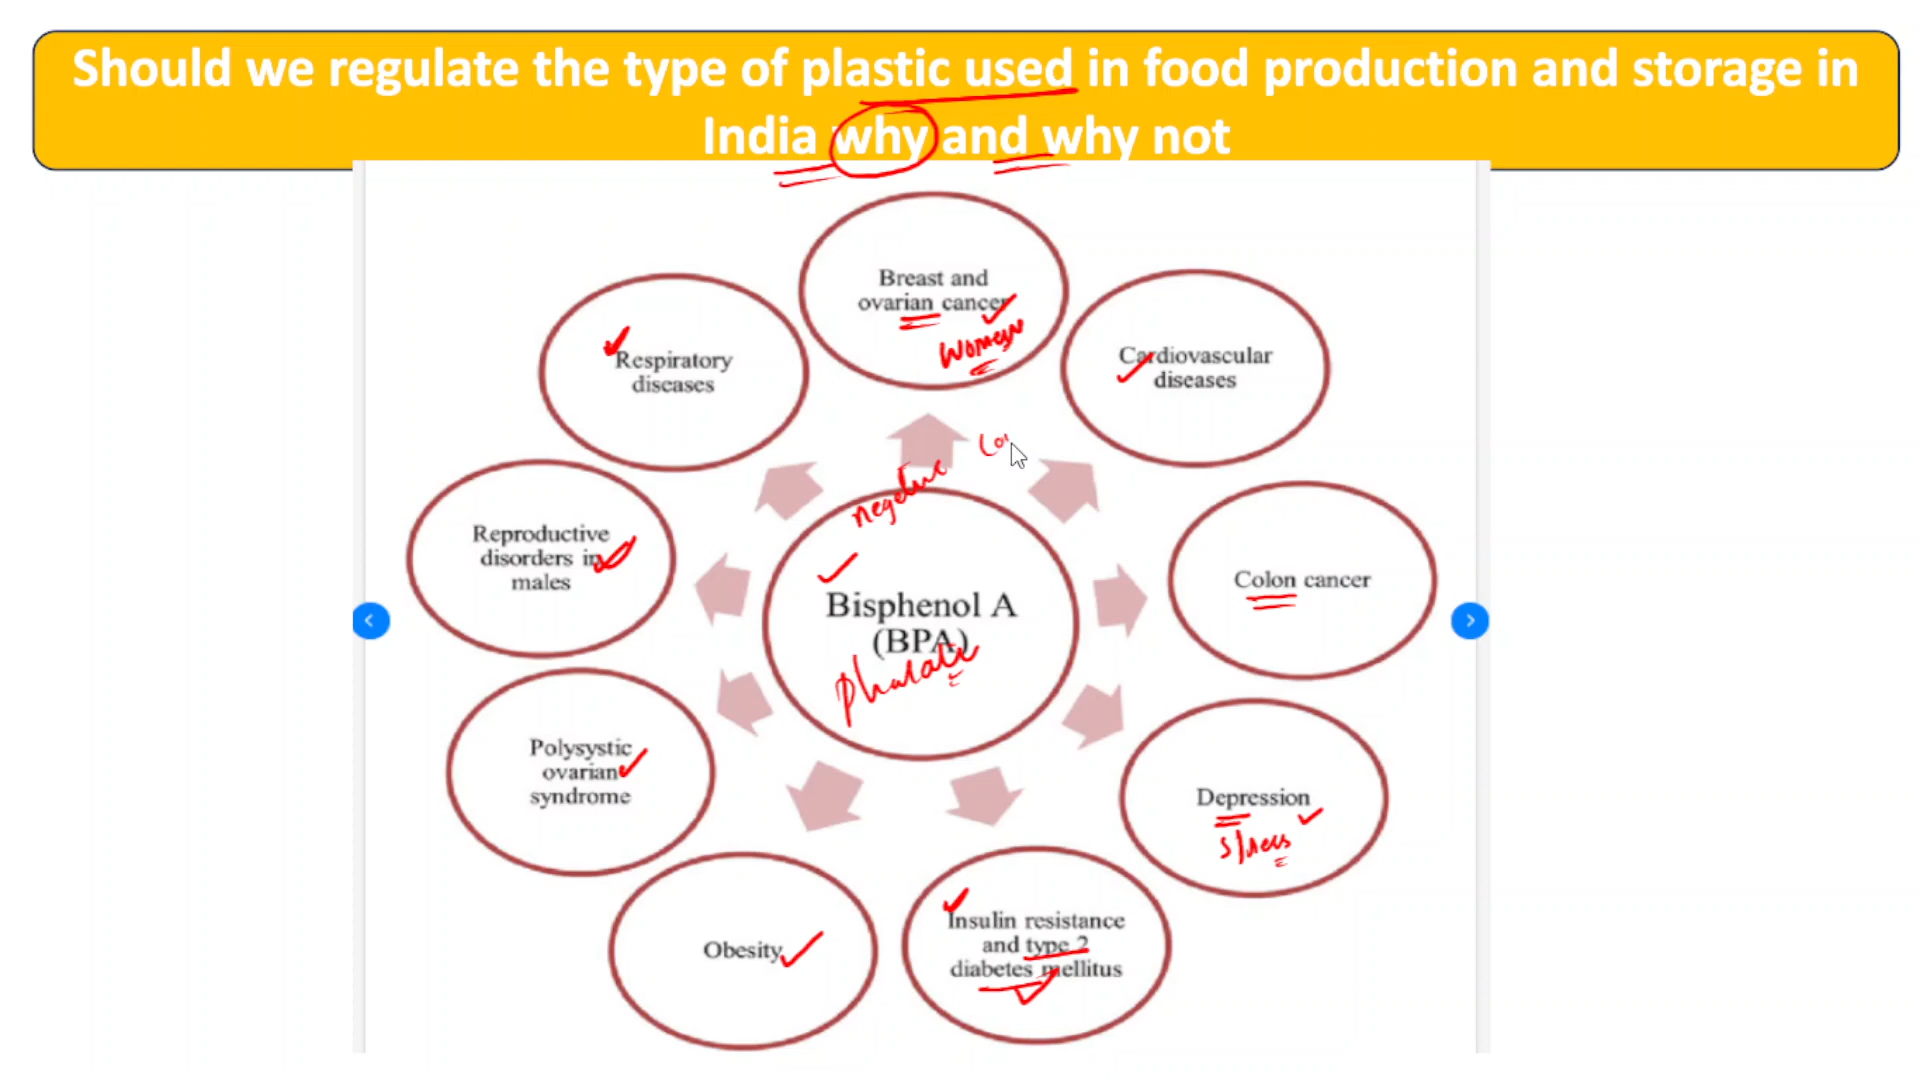 Should we regulate the type of plastic used in food production and storage in
India why and why not
Breast and
ovarian cancer
Women
Respiratory
diseases
Cardiovascular
diseases
negetive
Reproductive
disorders in
males
Colon cancer
Bisphenol A
(BPA)
Phalate
Polysystic
ovarian
syndrome
Depression
Stress
Obesity
Insulin resistance
and type 2
diabetes mellitus